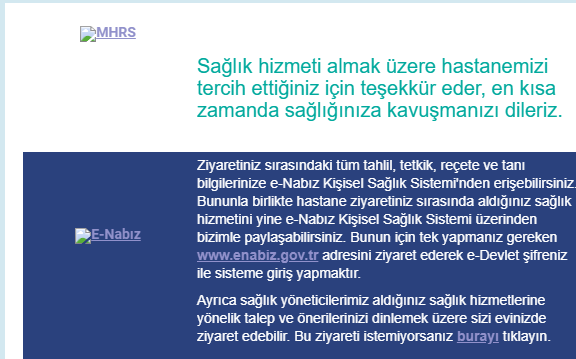 MHRS
Sağlık hizmeti almak üzere hastanemizi
tercih ettiğiniz için teşekkür eder, en kısa
zamanda sağlığınıza kavuşmanızı dileriz.
E-Nabız
Ziyaretiniz sırasındaki tüm tahlil, tetkik, reçete ve tanı
bilgilerinize e-Nabız Kişisel Sağlık Sistemi'nden erişebilirsiniz.
Bununla birlikte hastane ziyaretiniz sırasında aldığınız sağlık
hizmetini yine e-Nabız Kişisel Sağlık Sistemi üzerinden
bizimle paylaşabilirsiniz. Bunun için tek yapmanız gereken
www.enabiz.gov.tr adresini ziyaret ederek e-Devlet şifreniz
ile sisteme giriş yapmaktır.
Ayrıca sağlık yöneticilerimiz aldığınız sağlık hizmetlerine
yönelik talep ve önerilerinizi dinlemek üzere sizi evinizde
ziyaret edebilir. Bu ziyareti istemiyorsanız burayı tıklayın.